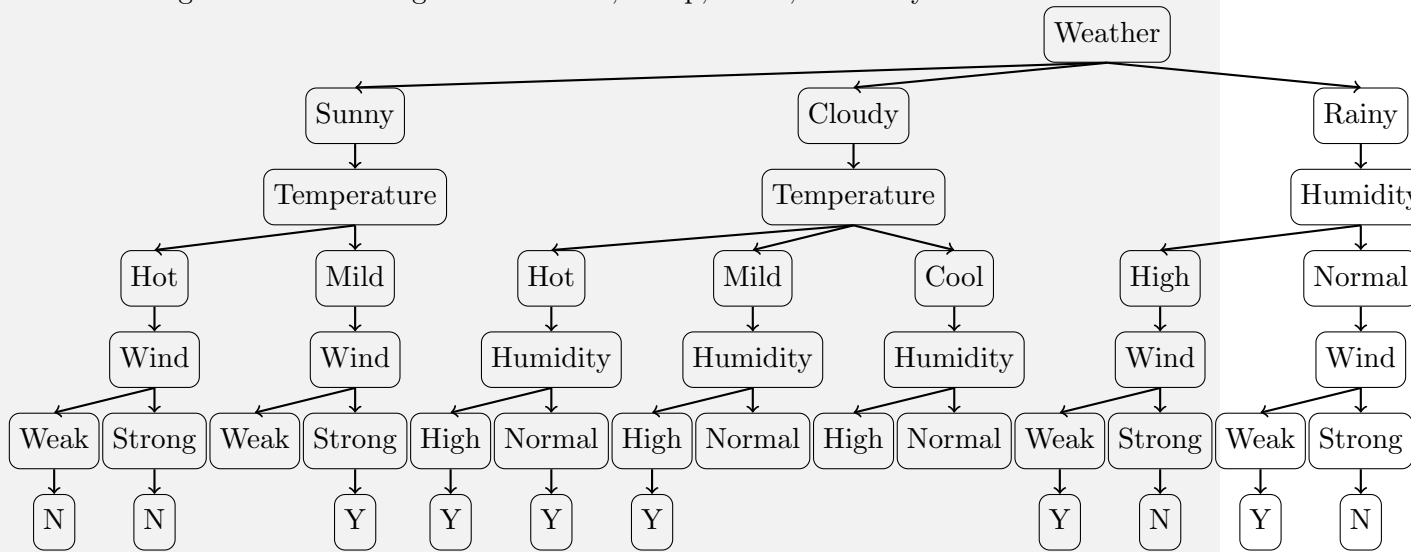 Weather
Sunny Cloudy Rainy
Temperature Temperature Humidity
Hot Mild Hot Mild Cool High Normal
Wind Wind Humidity Humidity Humidity Wind Wind
Weak Strong Weak Strong High Normal High Normal High Normal Weak Strong Weak Strong
N N Y Y Y Y Y N Y N